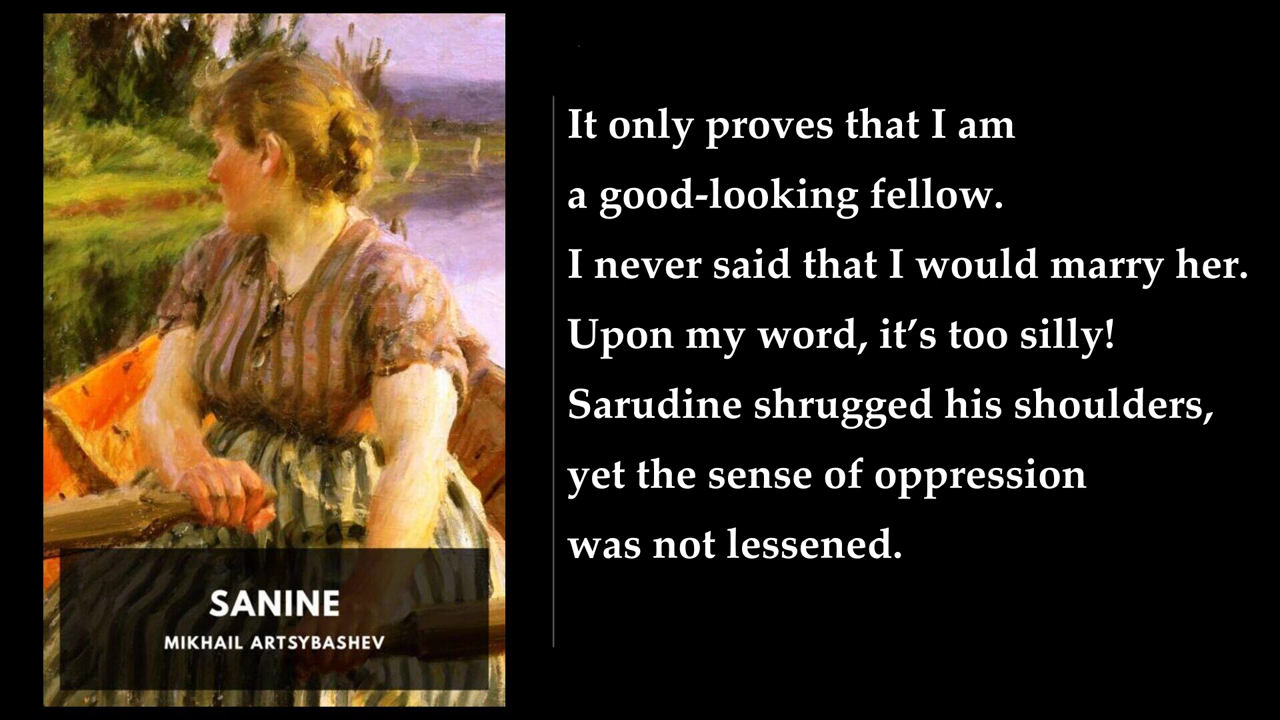 It only proves that I am
a good-looking fellow.
I never said that I would marry her.
Upon my word, it’s too silly!
Sarudine shrugged his shoulders,
yet the sense of oppression
was not lessened.
SANINE
MIKHAIL ARTSYBASHEV